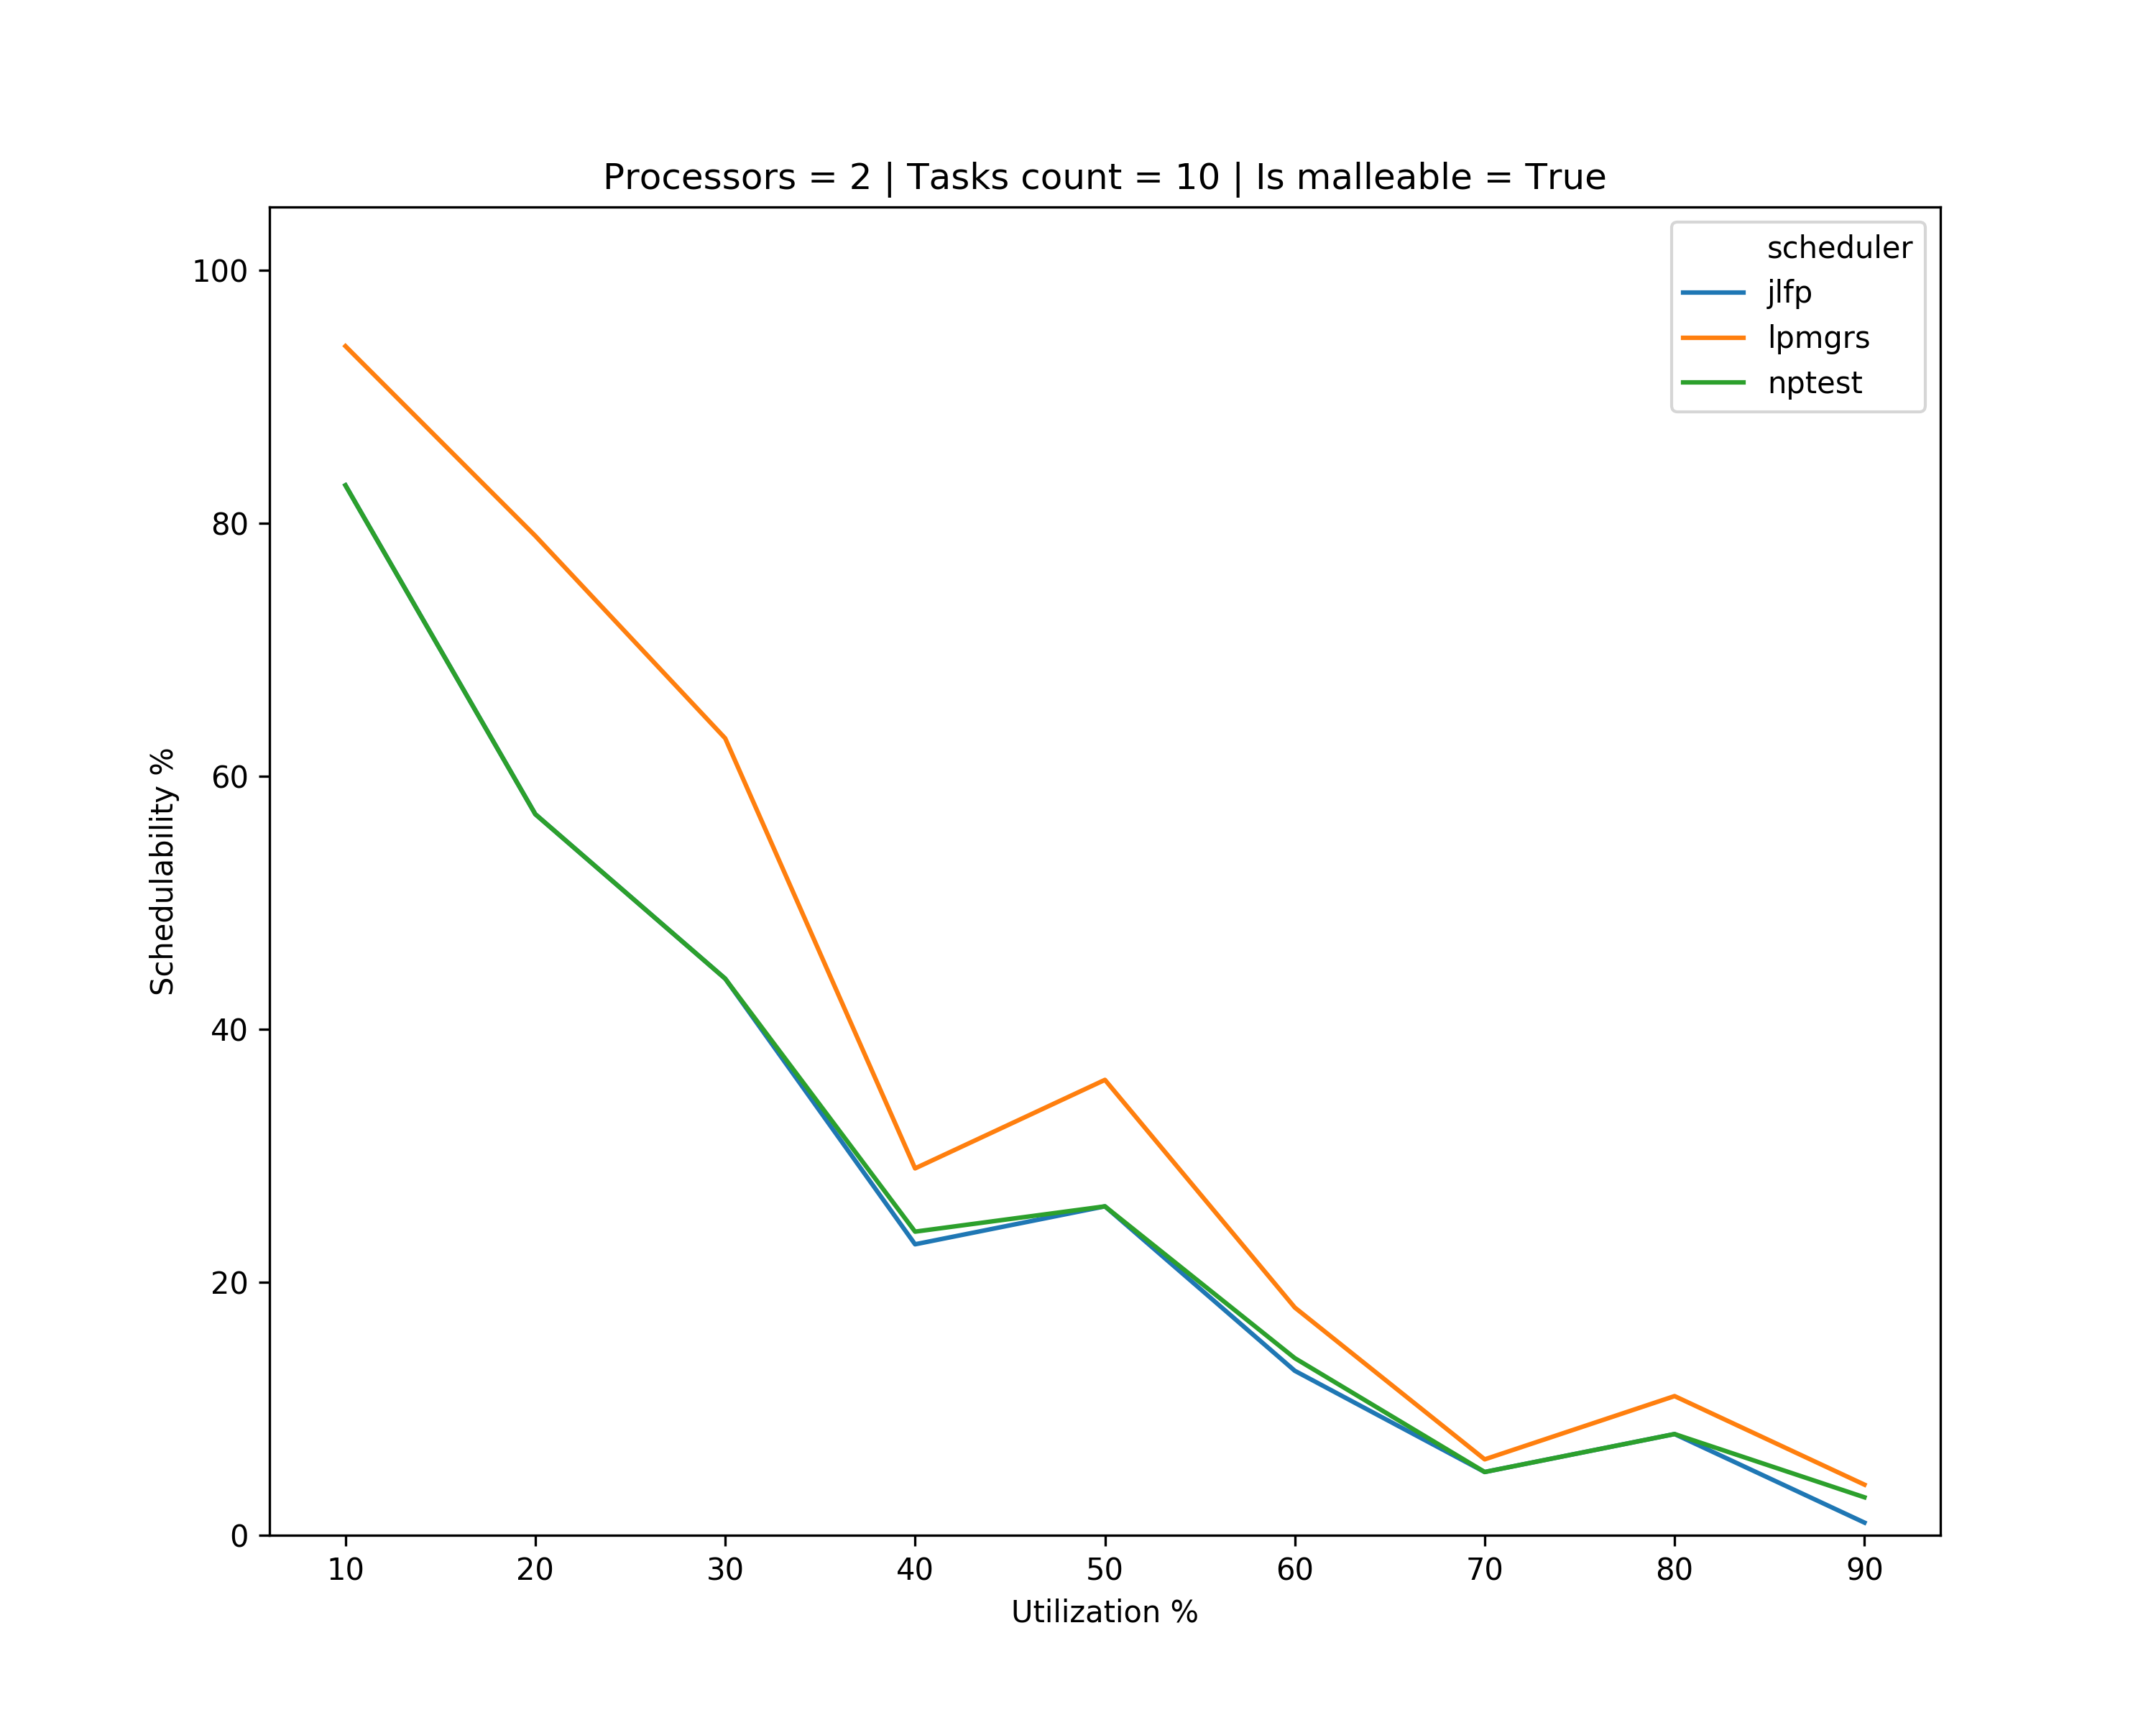 Processors = 2 | Tasks count = 10 | Is malleable = True
scheduler
jlfp
lpmgrs
nptest
Schedulability %
100
80
60
40
20
0
10 20 30 40 50 60 70 80 90
Utilization %